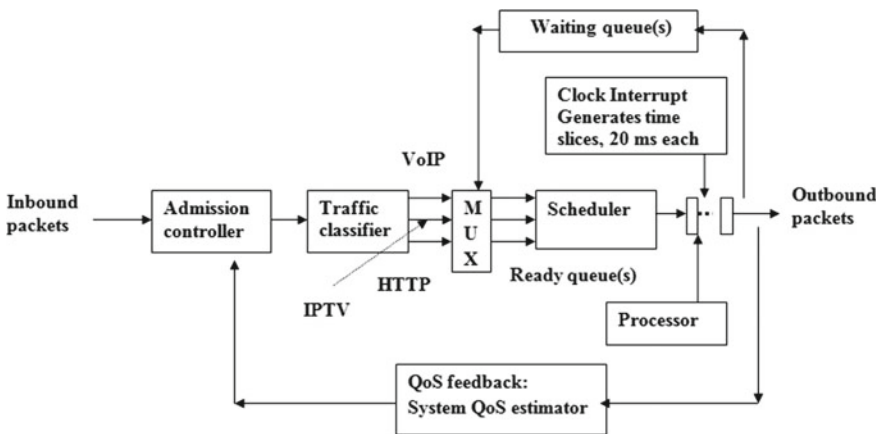 Waiting queue(s)
Clock Interrupt
Generates time
slices, 20 ms each
VoIP
Inbound
packets
Admission
controller
Traffic
classifier
M
U
X
Scheduler
Outbound
packets
Ready queue(s)
HTTP
IPTV
Processor
QoS feedback:
System QoS estimator